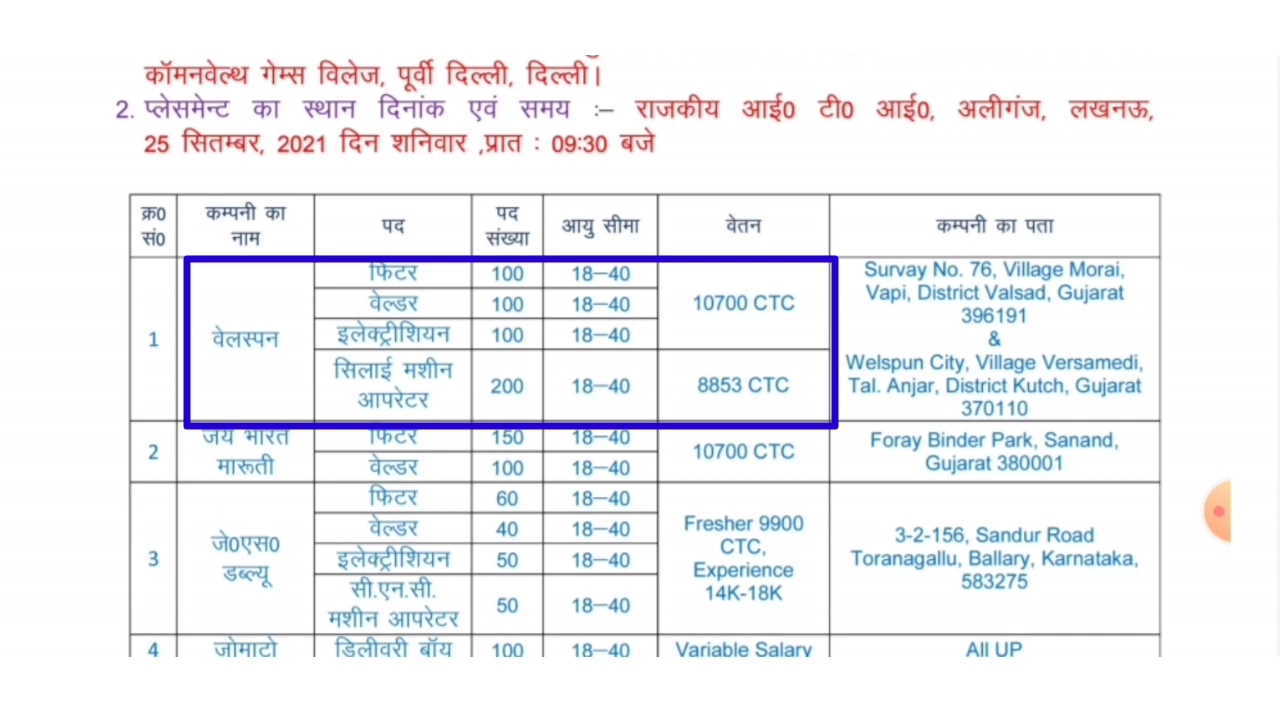 कॉमनवेल्थ गेम्स विलेज, पूर्वी दिल्ली, दिल्ली।
2. प्लेसमेन्ट का स्थान दिनांक एवं समय :– राजकीय आई0 टी0 आई0, अलीगंज, लखनऊ,
25 सितम्बर, 2021 दिन शनिवार ,प्रात : 09:30 बजे
क्र0 सं0 कम्पनी का नाम पद पद संख्या आयु सीमा वेतन कम्पनी का पता
1 वेलस्पन
फिटर 100 18–40
वेल्डर 100 18–40
इलेक्ट्रीशियन 100 18–40
10700 CTC
सिलाई मशीन आपरेटर 200 18–40 8853 CTC
Survay No. 76, Village Morai,
Vapi, District Valsad, Gujarat
396191
&
Welspun City, Village Versamedi,
Tal. Anjar, District Kutch, Gujarat
370110
2 जय भारत मारूती
फिटर 150 18–40
वेल्डर 100 18–40
10700 CTC
Foray Binder Park, Sanand,
Gujarat 380001
3 जे0एस0 डब्ल्यू
फिटर 60 18–40
वेल्डर 40 18–40
इलेक्ट्रीशियन 50 18–40
सी.एन.सी. मशीन आपरेटर 50 18–40
Fresher 9900
CTC,
Experience
14K-18K
3-2-156, Sandur Road
Toranagallu, Ballary, Karnataka,
583275
4 जोमाटो डिलीवरी बॉय 100 18–40 Variable Salary All UP